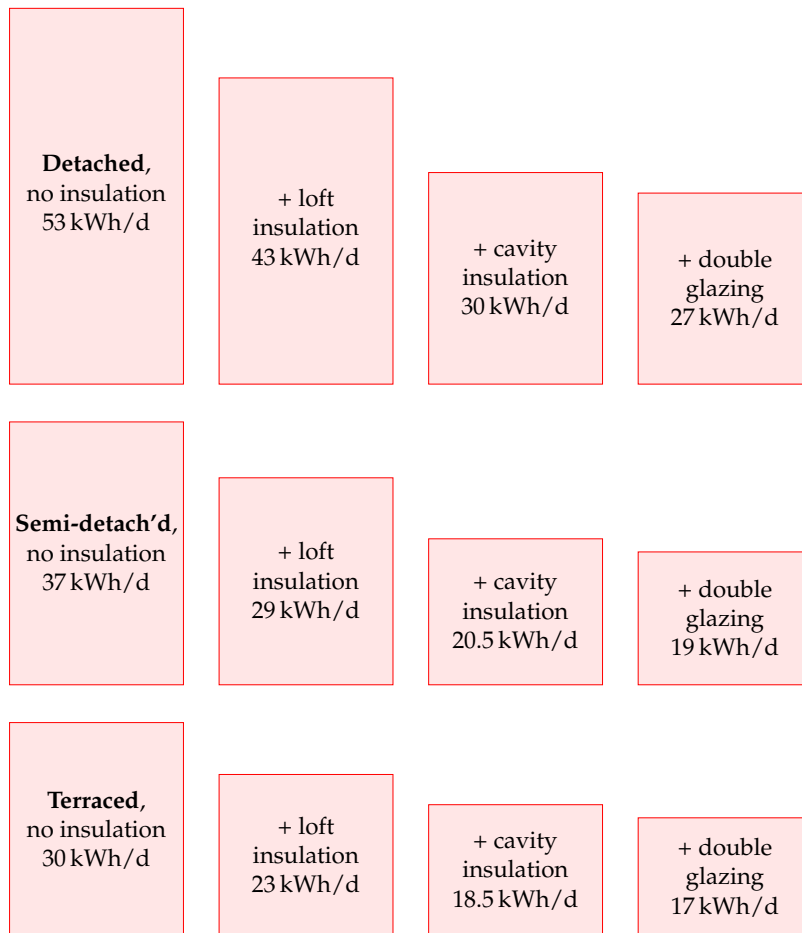 Detached,
no insulation
53 kWh/d
+ loft
insulation
43 kWh/d
+ cavity
insulation
30 kWh/d
+ double
glazing
27 kWh/d
Semi-detach'd,
no insulation
37 kWh/d
+ loft
insulation
29 kWh/d
+ cavity
insulation
20.5 kWh/d
+ double
glazing
19 kWh/d
Terraced,
no insulation
30 kWh/d
+ loft
insulation
23 kWh/d
+ cavity
insulation
18.5 kWh/d
+ double
glazing
17 kWh/d